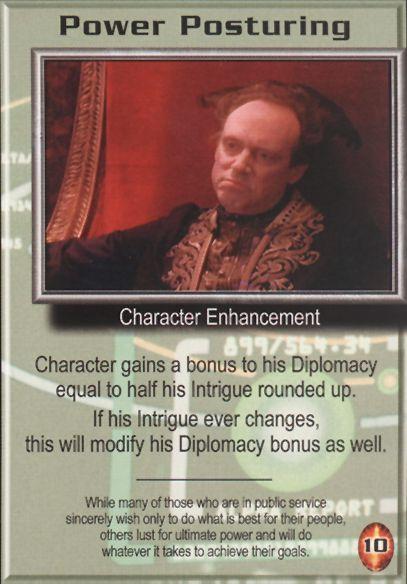 Power Posturing
Character Enhancement
899/564.34
Character gains a bonus to his Diplomacy
equal to half his Intrigue rounded up.
If his Intrigue ever changes,
this will modify his Diplomacy bonus as well.
While many of those who are in public service
sincerely wish only to do what is best for their people,
others lust for ultimate power and will do
whatever it takes to achieve their goals.
10